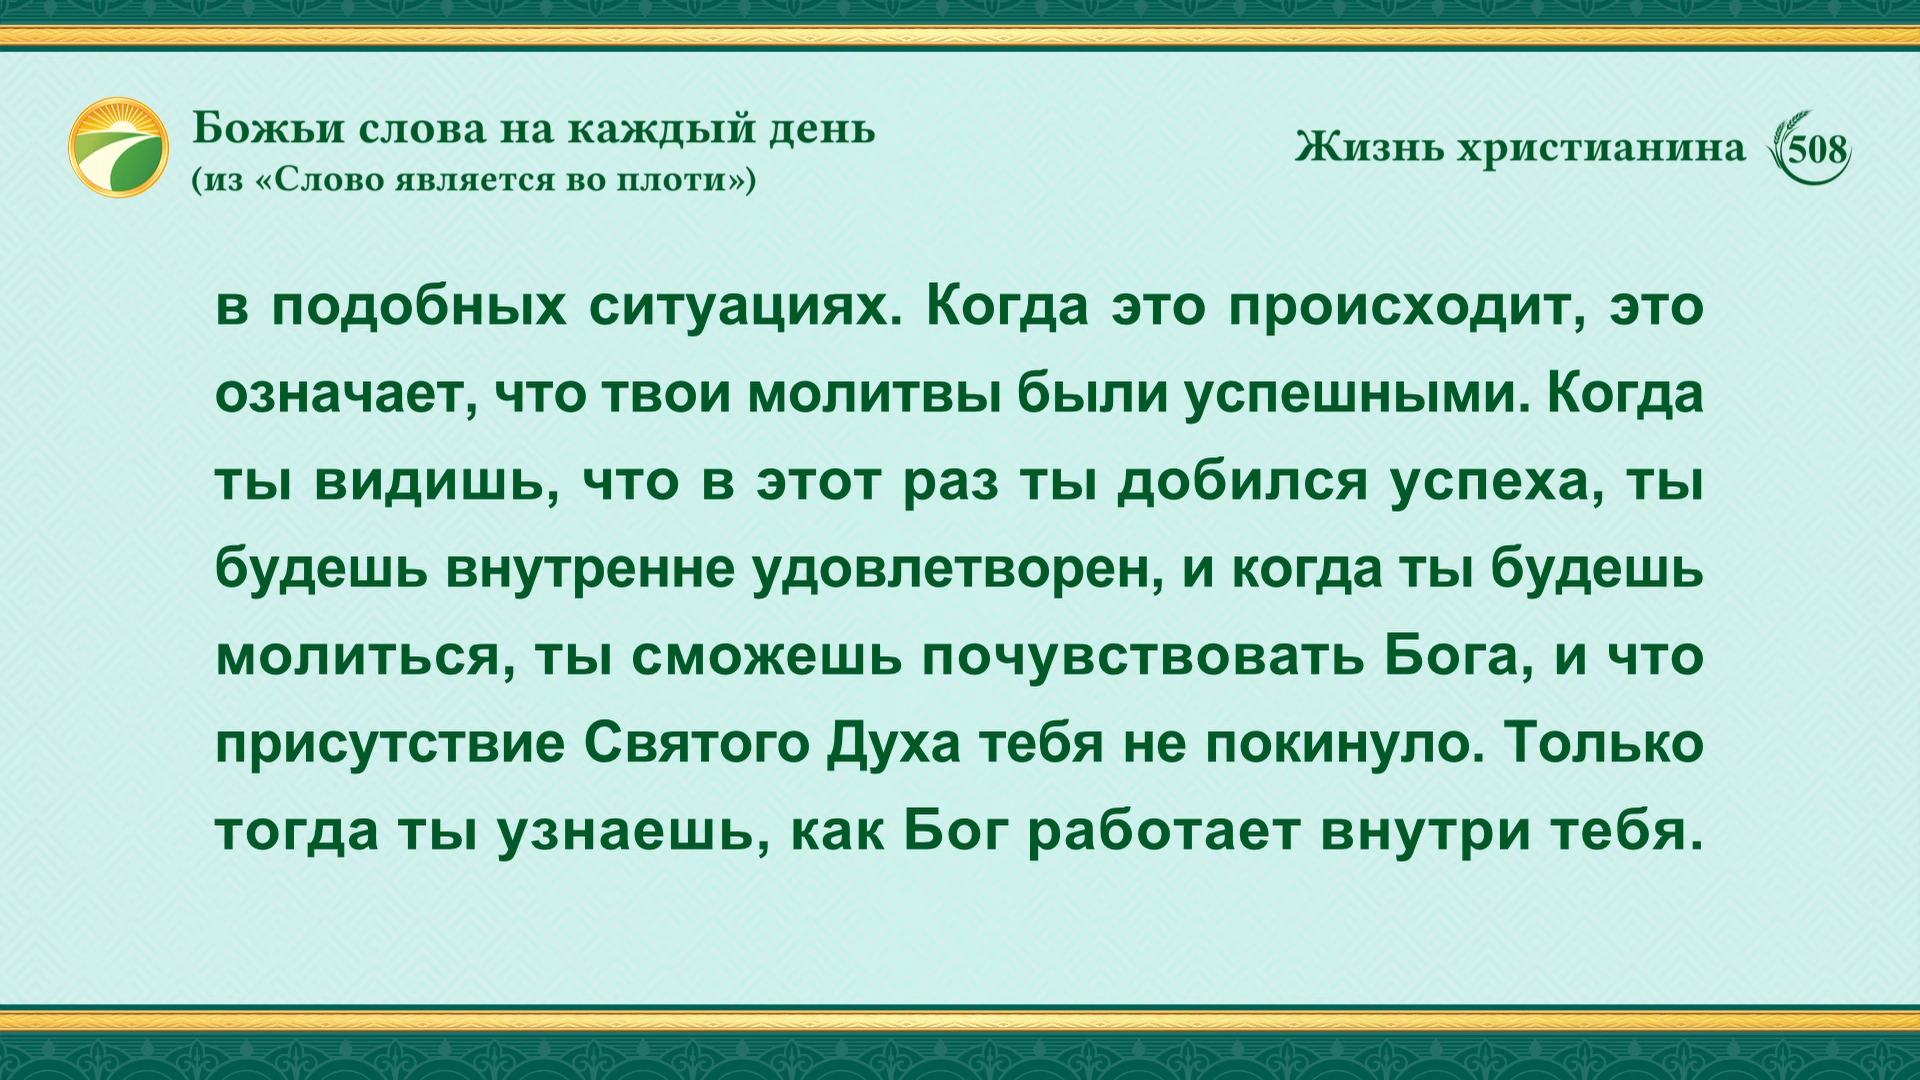 Божьи слова на каждый день
(из «Слово является во плоти»)
Жизнь христианина 508
в подобных ситуациях. Когда это происходит, это
означает, что твои молитвы были успешными. Когда
ты видишь, что в этот раз ты добился успеха, ты
будешь внутренне удовлетворен, и когда ты будешь
молиться, ты сможешь почувствовать Бога, и что
присутствие Святого Духа тебя не покинуло. Только
тогда ты узнаешь, как Бог работает внутри тебя.